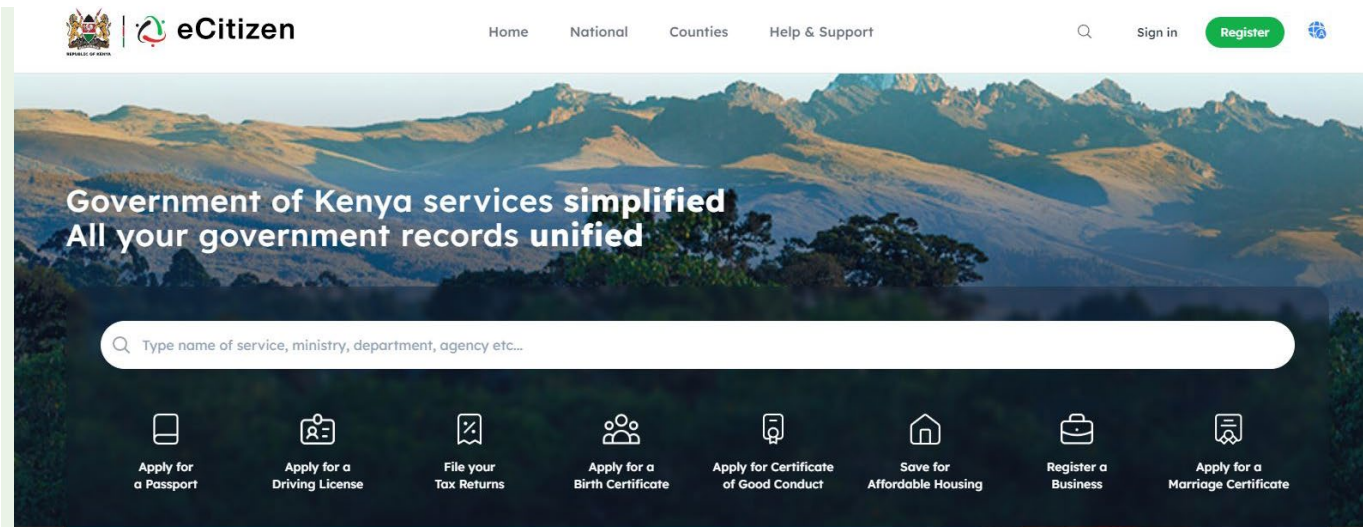 REPUBLIC OF KENYA
eCitizen
Home
National
Counties
Help & Support
Sign in
Register
Government of Kenya services simplified
All your government records unified
Type name of service, ministry, department, agency etc...
Apply for
a Passport
Apply for a
Driving License
File your
Tax Returns
Apply for a
Birth Certificate
Apply for Certificate
of Good Conduct
Save for
Affordable Housing
Register a
Business
Apply for a
Marriage Certificate